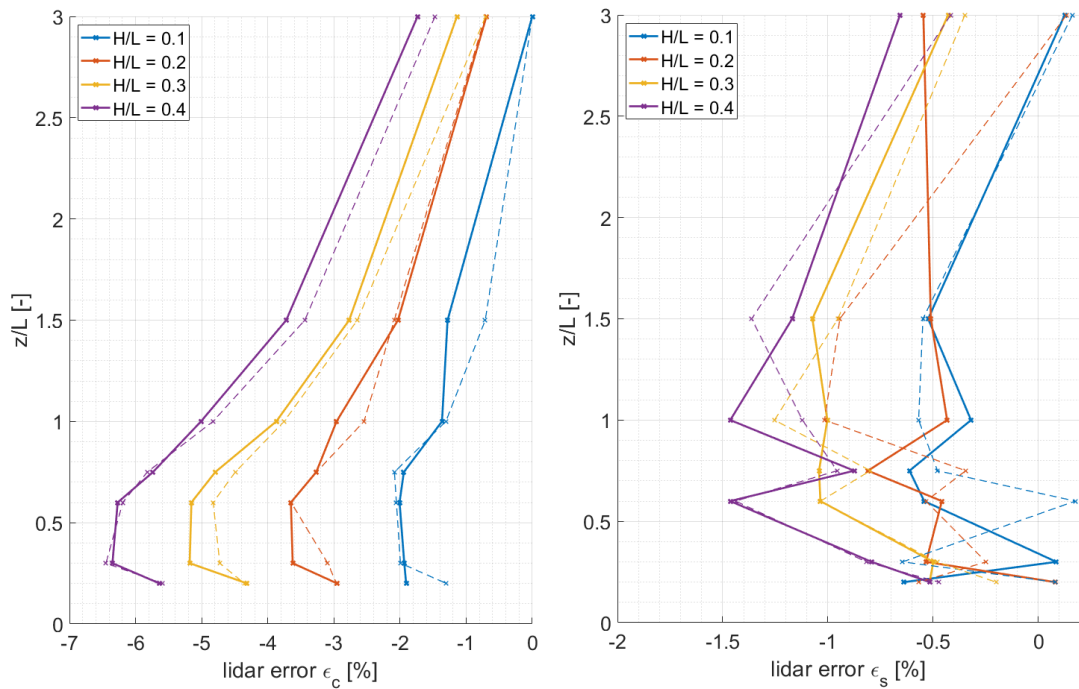 3
2.5
2
1.5
1
0.5
0
z/L [-]
H/L = 0.1
H/L = 0.2
H/L = 0.3
H/L = 0.4
-7 -6 -5 -4 -3 -2 -1 0
lidar error ϵc [%]
3
2.5
2
1.5
1
0.5
0
z/L [-]
H/L = 0.1
H/L = 0.2
H/L = 0.3
H/L = 0.4
-2 -1.5 -1 -0.5 0
lidar error ϵs [%]